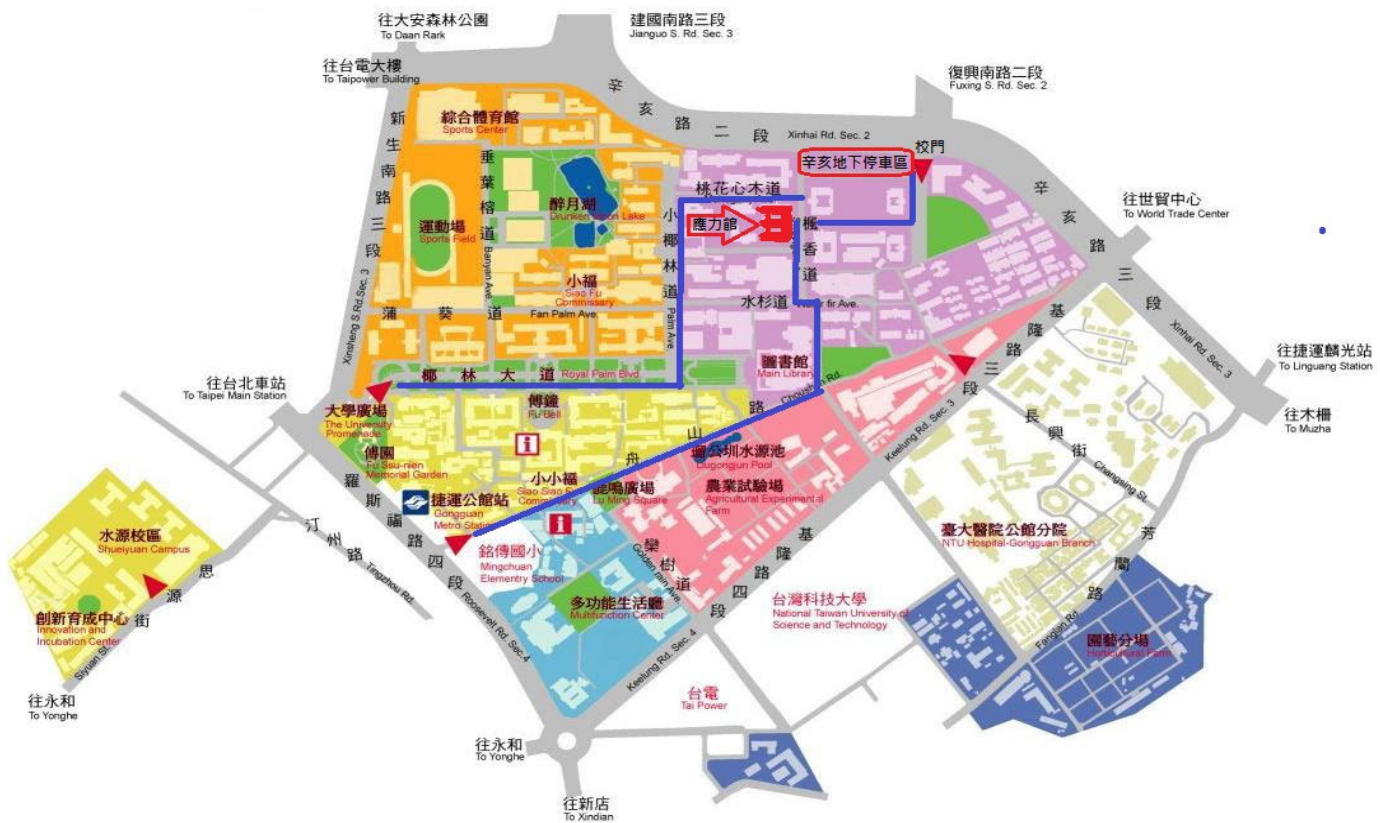 往大安森林公園
To Daan Rark
建國南路三段
Jianguo S. Rd. Sec. 3
往台電大樓
To Taipower Building
復興南路二段
Fuxing S. Rd. Sec. 2
辛亥路二段
Xinhai Rd. Sec. 2
校門
辛亥地下停車區
綜合體育館
Sports Center
新生南路三段
Xinsheng S.Rd.Sec. 3
垂葉榕道
Banyan Ave.
醉月湖
Drunken Moon Lake
運動場
Sports Field
桃花心木道
應力館
楓香道
小椰林道
Palm Ave.
辛亥路三段
Xinhai Rd. Sec. 3
往世貿中心
To World Trade Center
小福
Siao Fu
Commissary
蒲葵道
Fan Palm Ave.
水杉道
fir Ave.
圖書館
Main Library
椰林大道
Royal Palm Blvd.
往台北車站
To Taipei Main Station
大學廣場
The University
Promenade
傅鐘
Fu Bell
傅園
Fu Ssu-nien
Memorial Garden
舟山路
Choushan Rd.
基隆路三段
Keelung Rd. Sec. 3
往捷運麟光站
To Linguang Station
往木柵
To Muzha
長興街
Changsing St.
瑠公圳水源池
Liugongjun Pool
小小福
Siao Siao Fu
Commissary
鹿鳴廣場
Lu Ming Square
農業試驗場
Agricultural Experimental
Farm
捷運公館站
Gongguan
Metro Station
羅斯福路四段
Roosevelt Rd. Sec.4
汀州路
Tingzhou Rd.
水源校區
Shueiyuan Campus
創新育成中心
Innovation and
Incubation Center
思源街
Siyuan St.
往永和
To Yonghe
銘傳國小
Mingchuan
Elementry School
欒樹道
Golden rain Ave.
多功能生活廳
Multifunction Center
基隆路四段
Keelung Rd. Sec. 4
臺大醫院公館分院
NTU Hospital-Gongguan Branch
芳蘭路
Fanglan Rd.
台灣科技大學
National Taiwan University of
Science and Technology
園藝分場
Horticultural Farm
台電
Tai Power
往永和
To Yonghe
往新店
To Xindian